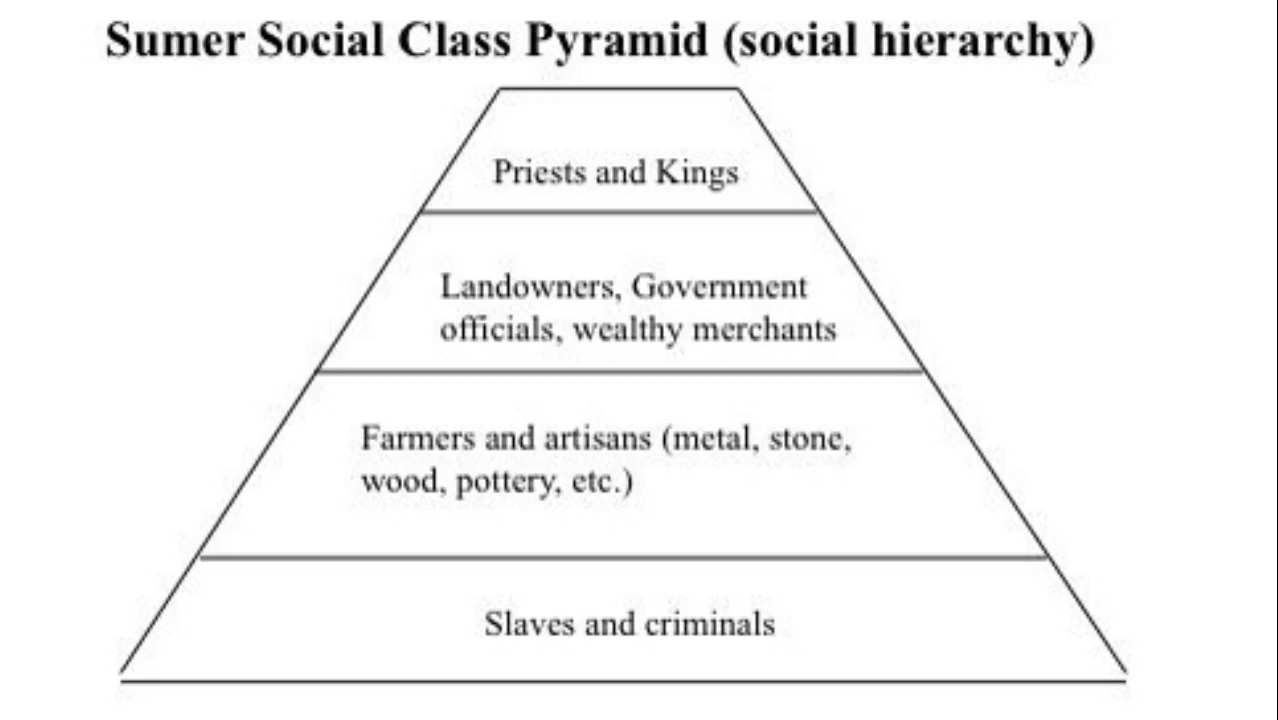 Sumer Social Class Pyramid (social hierarchy)
Priests and Kings
Landowners, Government
officials, wealthy merchants
Farmers and artisans (metal, stone,
wood, pottery, etc.)
Slaves and criminals